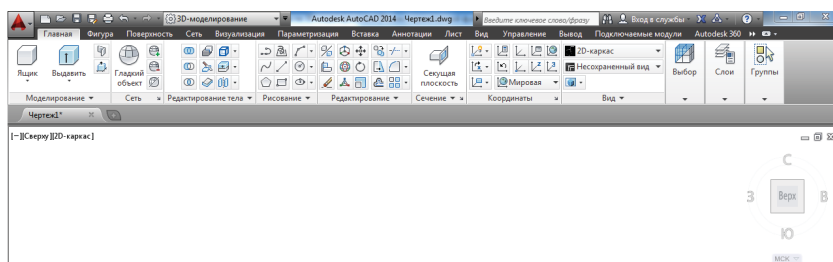 3D-моделирование Autodesk AutoCAD 2014 Чертеж1.dwg Введите ключевое слово/фразу Вход в службы
Главная Фигура Поверхность Сеть Визуализация Параметризация Вставка Аннотации Лист Вид Управление Вывод Подключаемые модули Autodesk 360
2D-каркас
Несохраненный вид
Ящик Выдавить Гладкий объект Секущая плоскость Мировая Выбор Слои Группы
Моделирование Сеть Редактирование тела Рисование Редактирование Сечение Координаты Вид
Чертеж1*
[−][Сверху][2D-каркас]
С
З Верх В
Ю
МСК